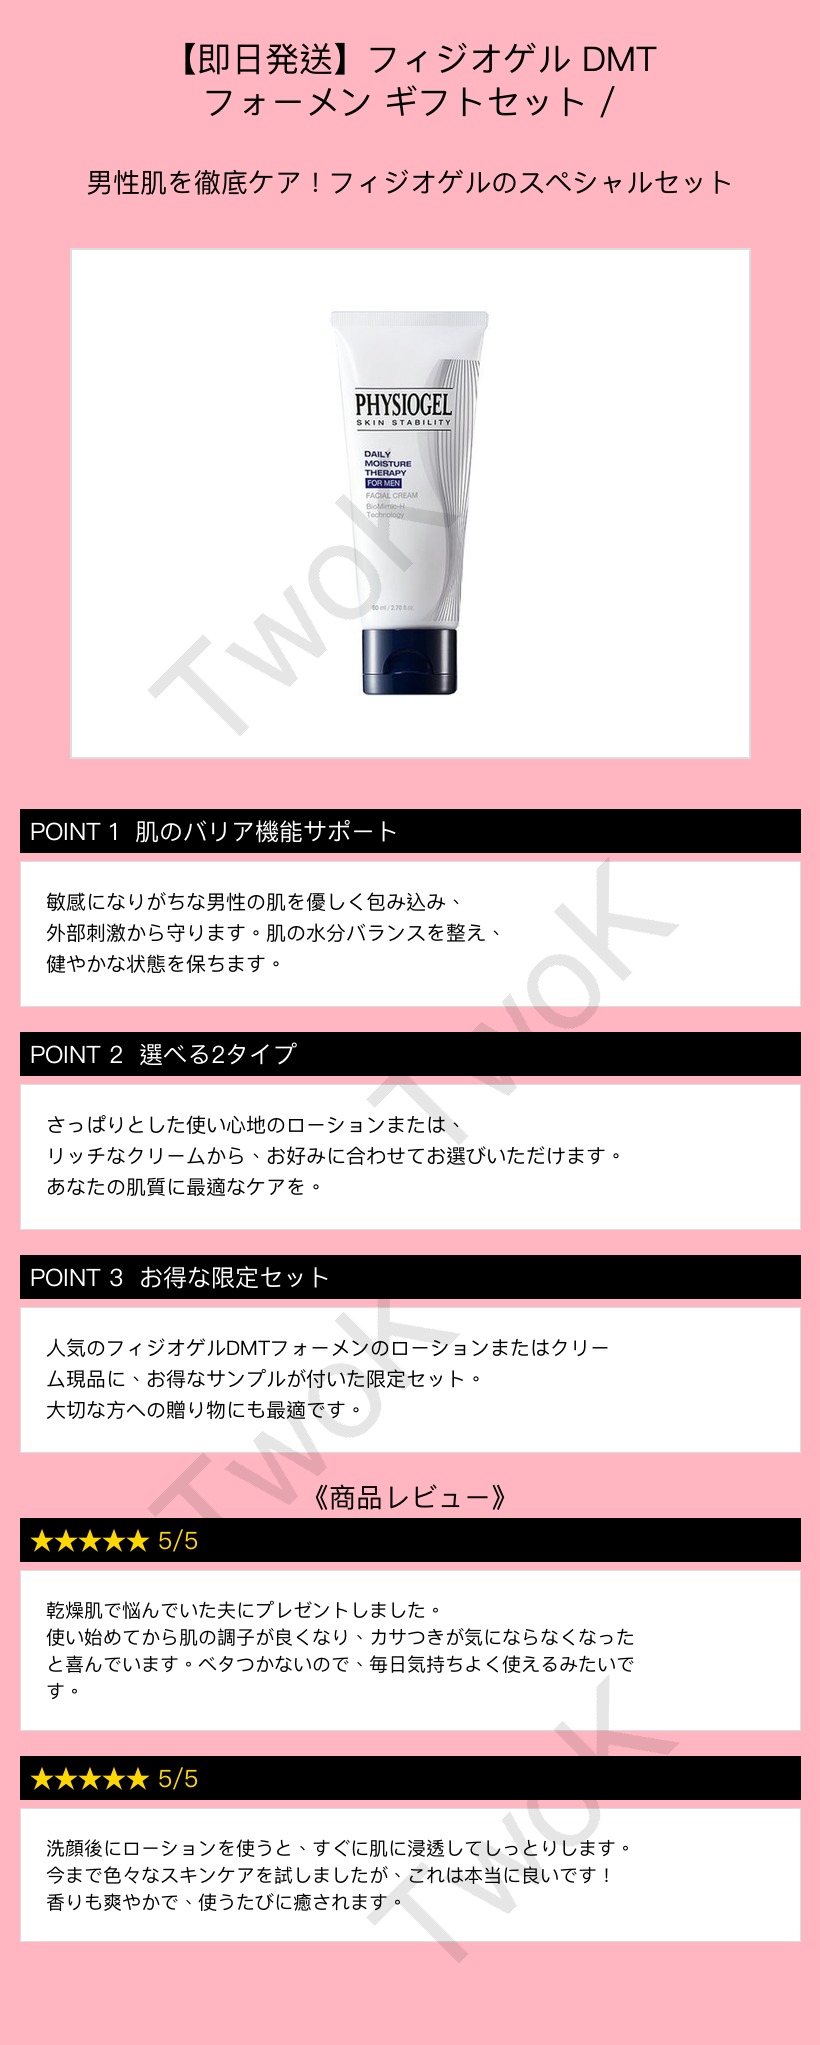 【即日発送】フィジオゲル DMT
フォーメン ギフトセット /
男性肌を徹底ケア！フィジオゲルのスペシャルセット
PHYSIOGEL
SKIN STABILITY
DAILY
MOISTURE
THERAPY
FOR MEN
FACIAL CREAM
BioMimic-H
Technology
80 ml / 2.70 fl.oz.
TwoK
POINT 1 肌のバリア機能サポート
敏感になりがちな男性の肌を優しく包み込み、
外部刺激から守ります。肌の水分バランスを整え、
健やかな状態を保ちます。
TwoK
POINT 2 選べる2タイプ
さっぱりとした使い心地のローションまたは、
リッチなクリームから、お好みに合わせてお選びいただけます。
あなたの肌質に最適なケアを。
POINT 3 お得な限定セット
人気のフィジオゲルDMTフォーメンのローションまたはクリー
ム現品に、お得なサンプルが付いた限定セット。
大切な方への贈り物にも最適です。
TwoK
《商品レビュー》
★★★★★ 5/5
乾燥肌で悩んでいた夫にプレゼントしました。
使い始めてから肌の調子が良くなり、カサつきが気にならなくなった
と喜んでいます。ベタつかないので、毎日気持ちよく使えるみたいで
す。
★★★★★ 5/5
洗顔後にローションを使うと、すぐに肌に浸透してしっとりします。
今まで色々なスキンケアを試しましたが、これは本当に良いです！
香りも爽やかで、使うたびに癒されます。
TwoK